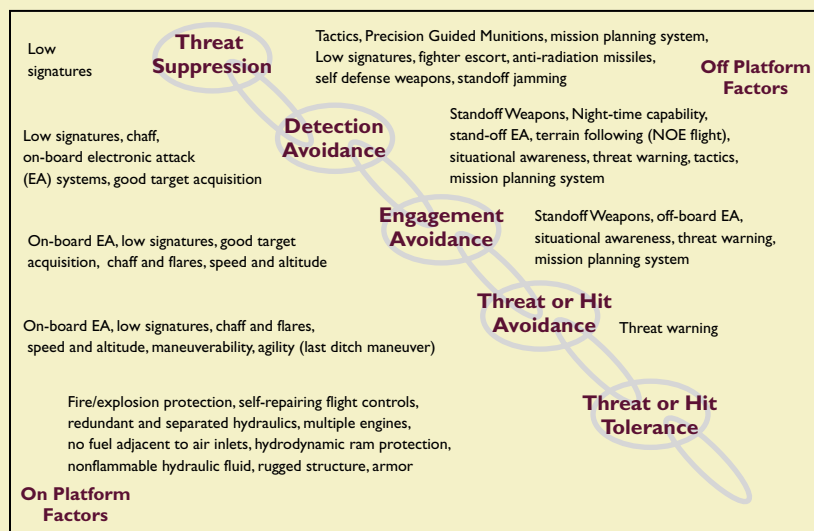 Low
signatures
Threat
Suppression
Tactics, Precision Guided Munitions, mission planning system,
Low signatures, fighter escort, anti-radiation missiles,
self defense weapons, standoff jamming
Off Platform
Factors
Low signatures, chaff,
on-board electronic attack
(EA) systems, good target acquisition
Detection
Avoidance
Standoff Weapons, Night-time capability,
stand-off EA, terrain following (NOE flight),
situational awareness, threat warning, tactics,
mission planning system
On-board EA, low signatures, good target
acquisition, chaff and flares, speed and altitude
Engagement
Avoidance
Standoff Weapons, off-board EA,
situational awareness, threat warning,
mission planning system
On-board EA, low signatures, chaff and flares,
speed and altitude, maneuverability, agility (last ditch maneuver)
Threat or Hit
Avoidance
Threat warning
Fire/explosion protection, self-repairing flight controls,
redundant and separated hydraulics, multiple engines,
no fuel adjacent to air inlets, hydrodynamic ram protection,
nonflammable hydraulic fluid, rugged structure, armor
Threat or Hit
Tolerance
On Platform
Factors